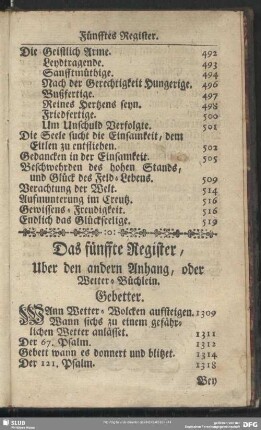 Fünfftes Register.
Die Geistlich Arme. 492
Leydtragende. 493
Sanfftmüthige. 494
Nach der Gerechtigkeit Hungerige. 496
Bußfertige. 497
Reines Hertzens seyn. 498
Friedfertige. 500
Um Unschuld Verfolgte. 501
Die Seele sucht die Einsamkeit, dem
Eitlen zu entfliehen. 502
Gedancken in der Einsamkeit. 505
Beschwerden des hohen Stands,
und Glück des Feld-Lebens. 509
Verachtung der Welt. 514
Aufmunterung im Creutz. 516
Gewissens-Freudigkeit. 516
Endlich das Glückseelige. 519
Das fünffte Register,
Uber den andern Anhang, oder
Wetter-Büchlein.
Gebetter.
WAnn Wetter-Wolcken aufsteigen. 1309
Wann sichs zu einem gefähr-
lichen Wetter anlässet. 1311
Der 67. Psalm. 1312
Gebett wann es donnert und blitzet. 1314
Der 121. Psalm. 1318
Bey
SLUB
DFG